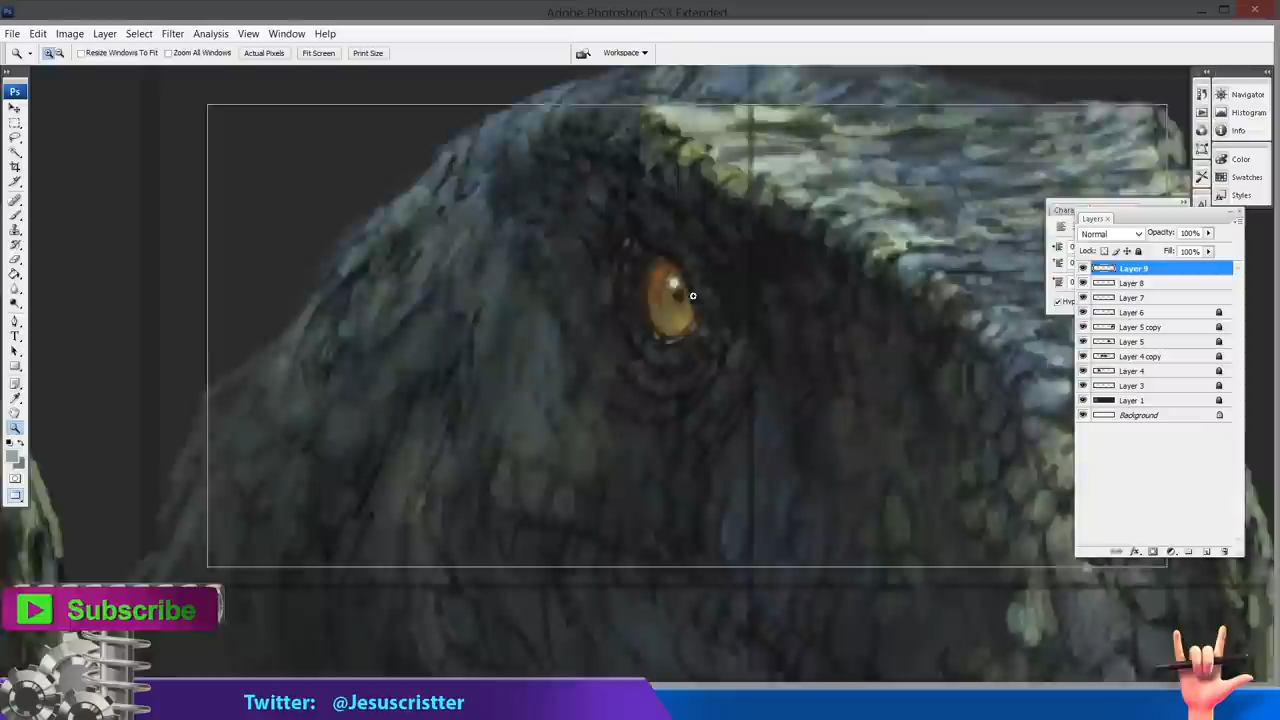 Adobe Photoshop CS3 Extended
Ps
File Edit Image Layer Select Filter Analysis View Window Help
Resize Windows To Fit Zoom All Windows Actual Pixels Fit Screen Print Size Workspace
Ps
Navigator
Histogram
Info
Color
Swatches
Styles
Chara
Layers
Normal Opacity: 100%
Lock: Fill: 100%
Layer 9
Layer 8
Layer 7
Layer 6
Layer 5 copy
Layer 5
Layer 4 copy
Layer 4
Layer 3
Layer 1
Background
Subscribe
Twitter: @Jesuscristter